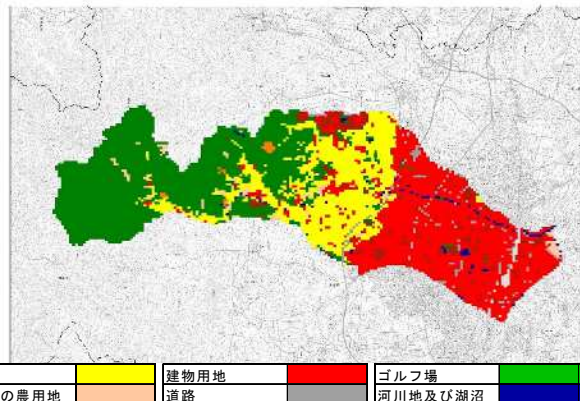 建物用地
ゴルフ場
の農用地
道路
河川地及び湖沼